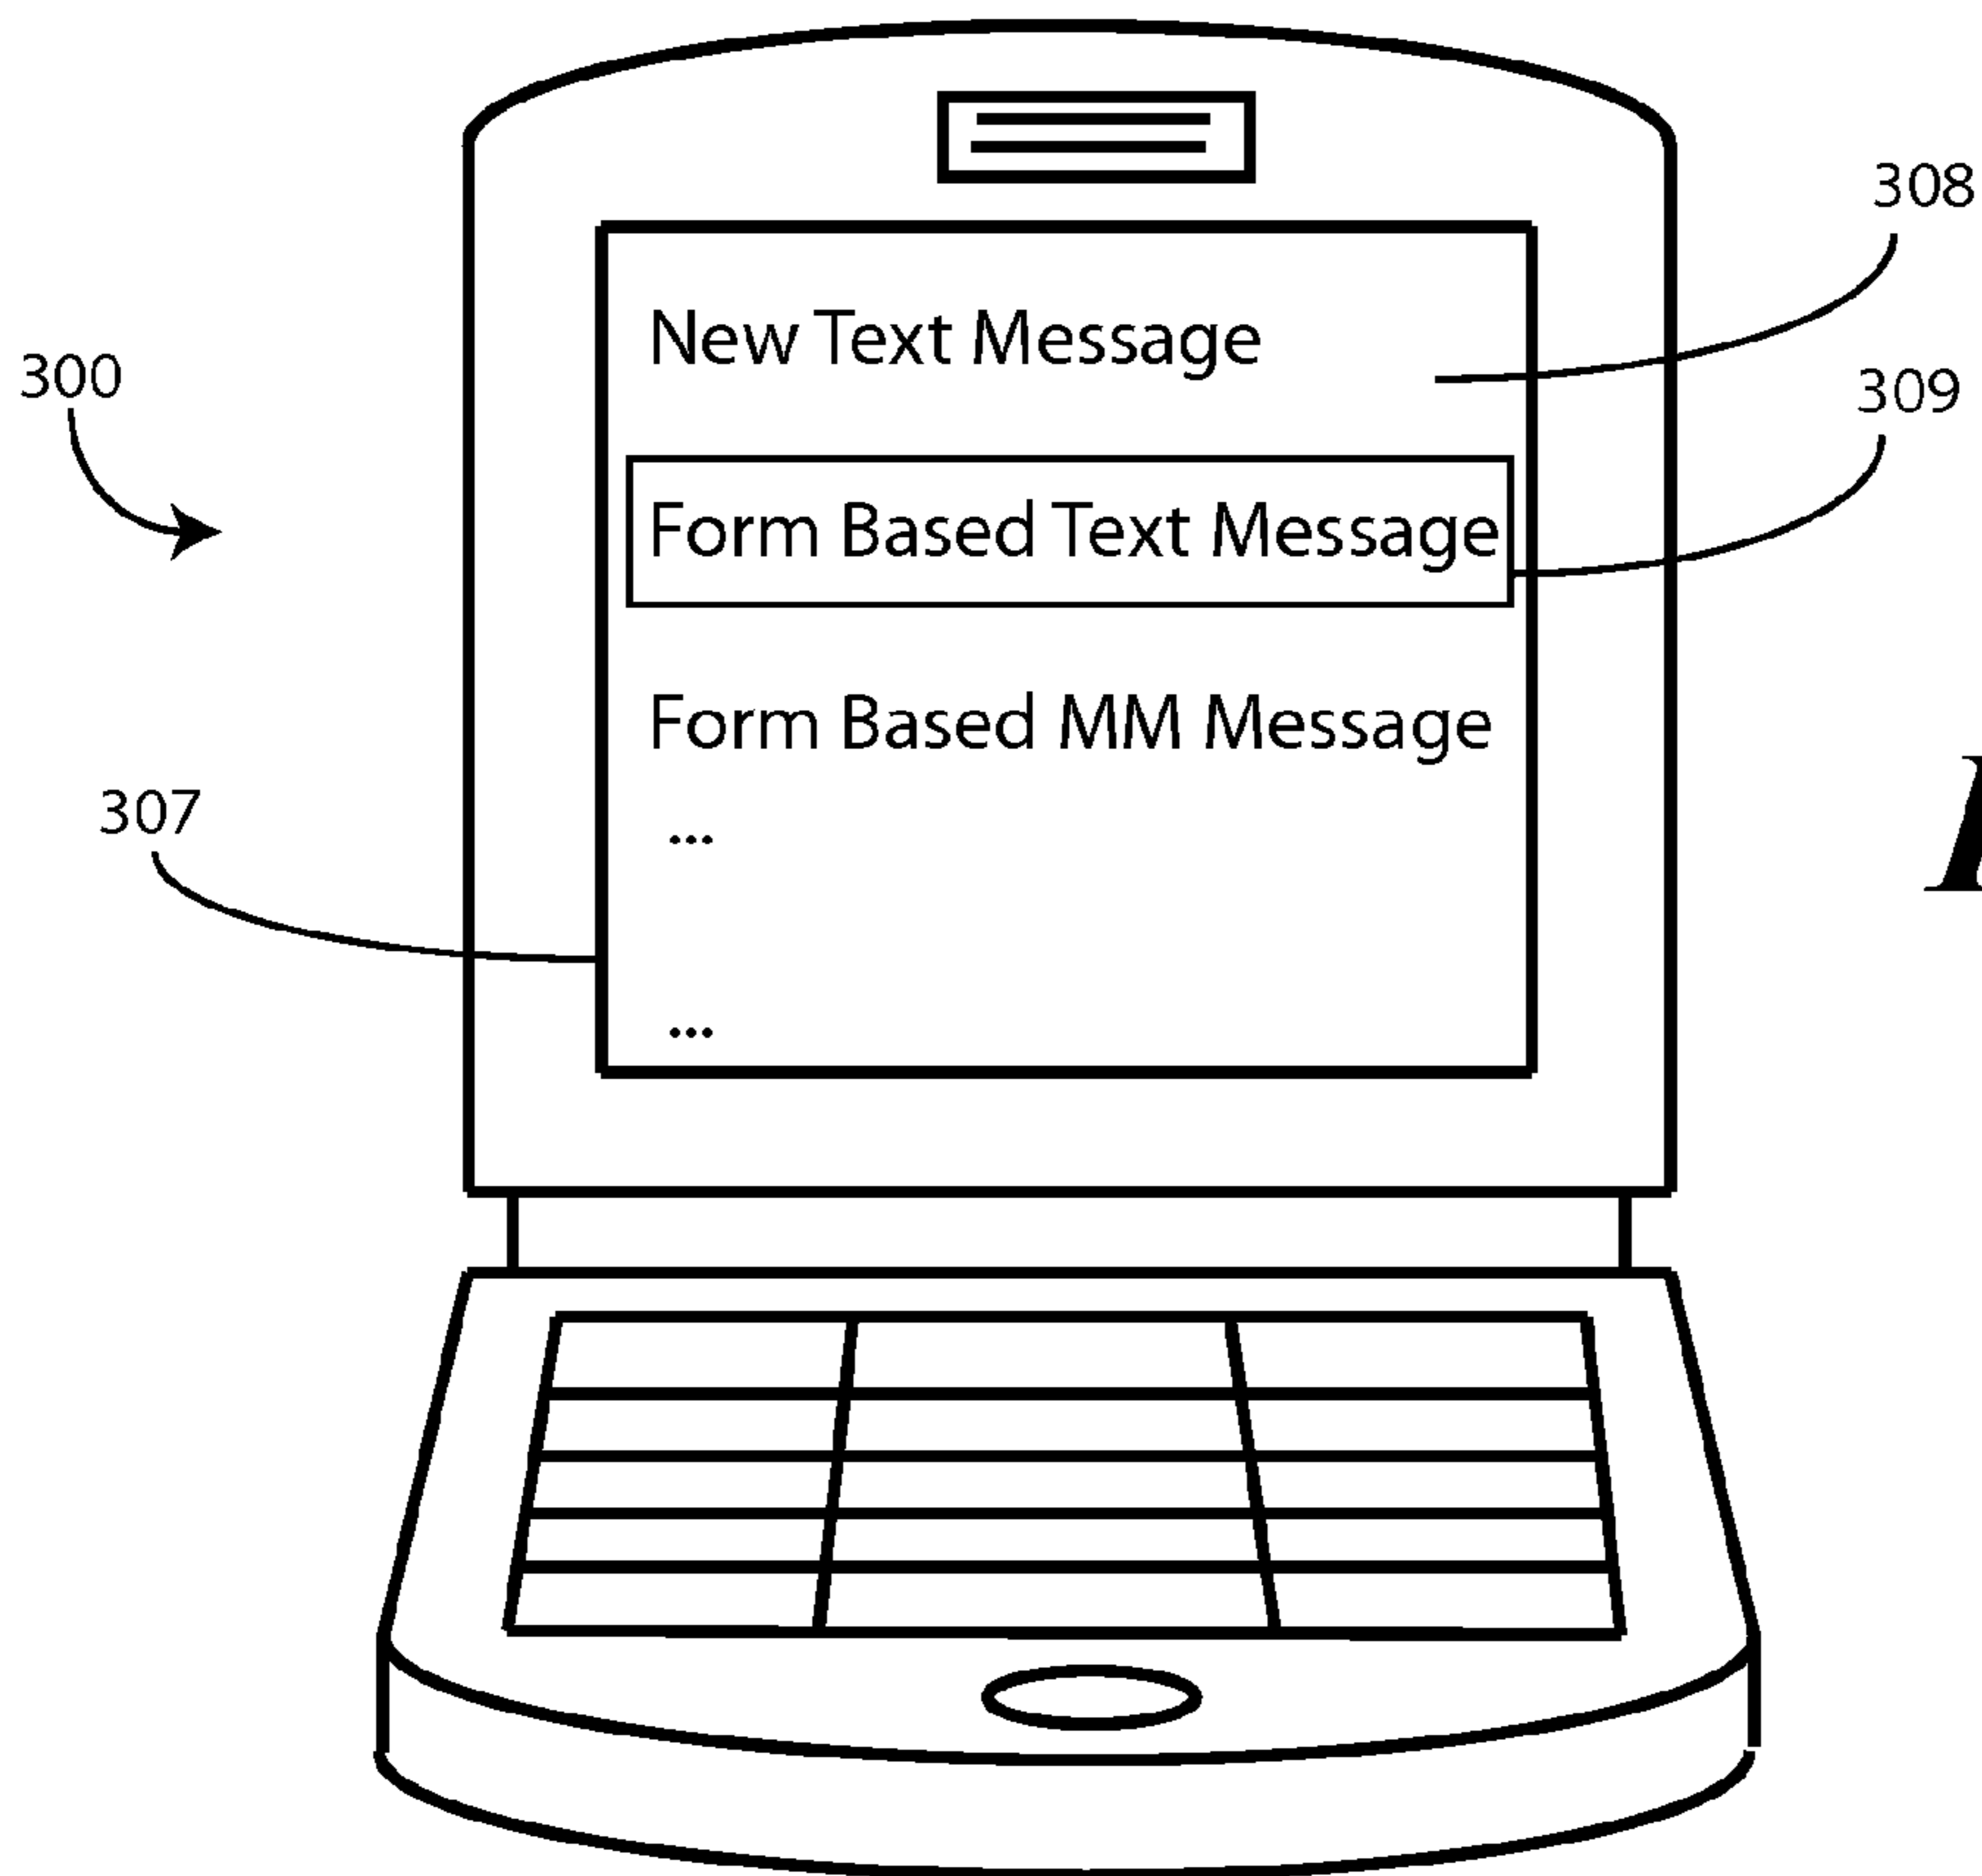 308
300
309
New Text Message
Form Based Text Message
Form Based MM Message
307
...
...